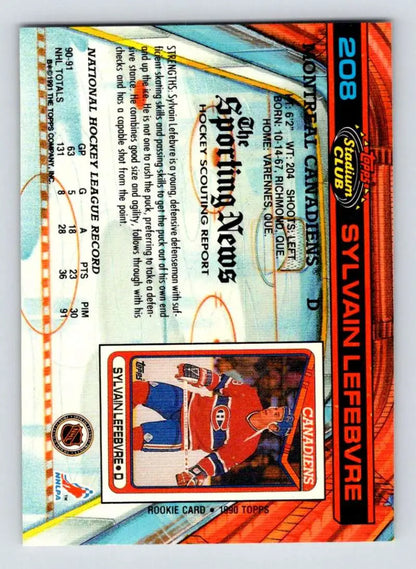 208
Topps
Stadium
CLUB
SYLVAIN LEFEBVRE
MONTREAL CANADIENS D
HT: 6'2" WT: 204 SHOOTS: LEFT
BORN: 10-14-67, RICHMOND, QUE.
HOME: VARENNES, QUE.
The
Sporting News
HOCKEY SCOUTING REPORT
STRENGTHS: Sylvain Lefebvre is a young, defensive defenseman with suf-
ficient skating skills and passing skills to get the puck out of his own end
and up the ice. He is not one to rush the puck, preferring to take a defen-
sive stance. He combines good size and agility, follows through with his
checks and has a capable shot from the point.
NATIONAL HOCKEY LEAGUE RECORD
GP G A PTS PIM
90-91 63 5 18 23 30
NHL TOTALS 131 8 28 36 91
©1991 THE TOPPS COMPANY, INC.
CANADIENS
Topps
SYLVAIN LEFEBVRE • D
ROOKIE CARD • 1990 TOPPS
NHL
NHLPA